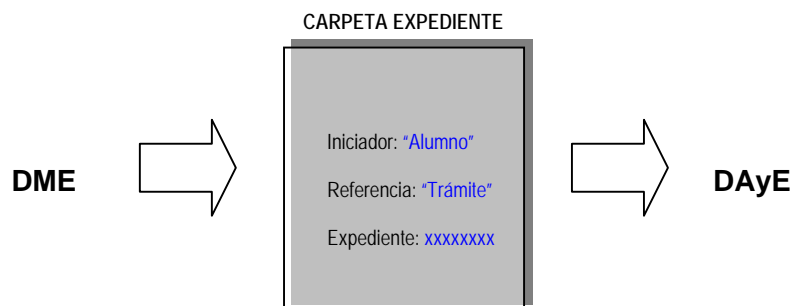 CARPETA EXPEDIENTE
Iniciador: “Alumno”
DME
Referencia: “Trámite”
DAyE
Expediente: xxxxxxxx